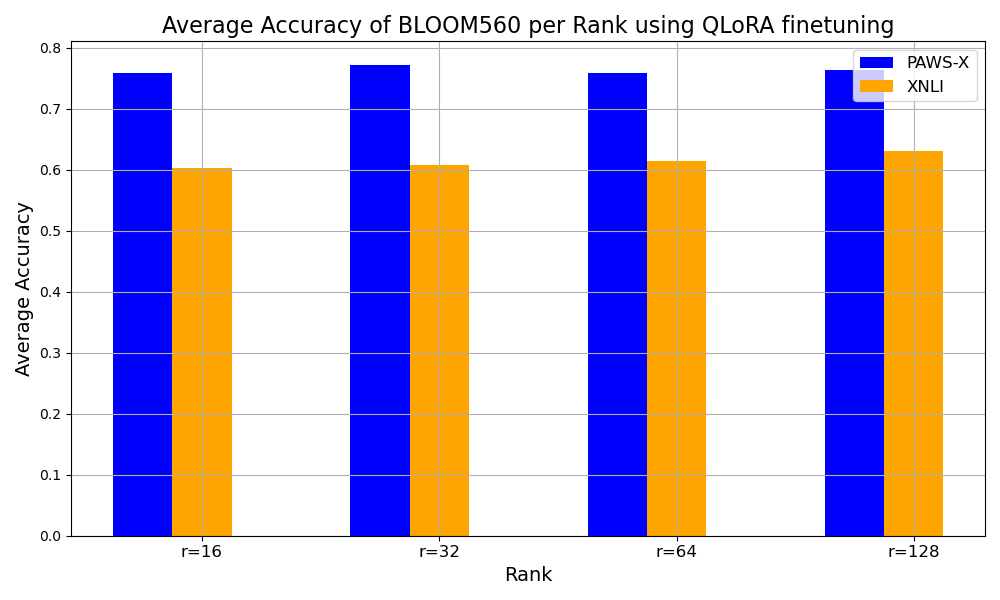 Average Accuracy of BLOOM560 per Rank using QLoRA finetuning
PAWS-X
XNLI
Average Accuracy
0.8
0.7
0.6
0.5
0.4
0.3
0.2
0.1
0.0
r=16
r=32
r=64
r=128
Rank